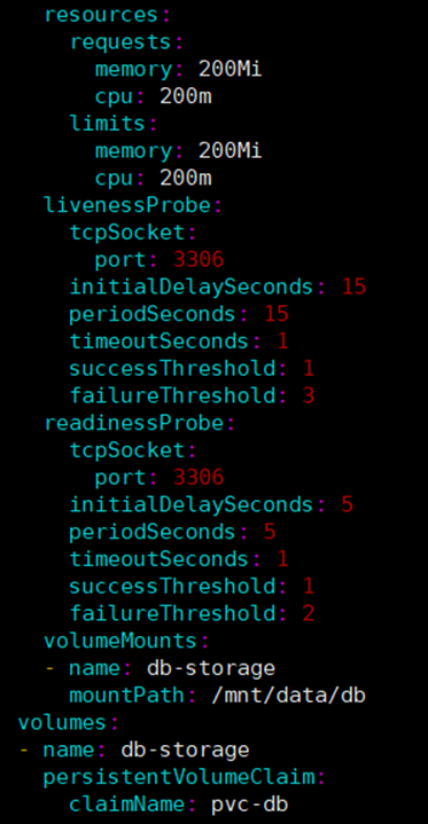 resources:
  requests:
    memory: 200Mi
    cpu: 200m
  limits:
    memory: 200Mi
    cpu: 200m
livenessProbe:
  tcpSocket:
    port: 3306
  initialDelaySeconds: 15
  periodSeconds: 15
  timeoutSeconds: 1
  successThreshold: 1
  failureThreshold: 3
readinessProbe:
  tcpSocket:
    port: 3306
  initialDelaySeconds: 5
  periodSeconds: 5
  timeoutSeconds: 1
  successThreshold: 1
  failureThreshold: 2
volumeMounts:
- name: db-storage
  mountPath: /mnt/data/db
volumes:
- name: db-storage
  persistentVolumeClaim:
    claimName: pvc-db